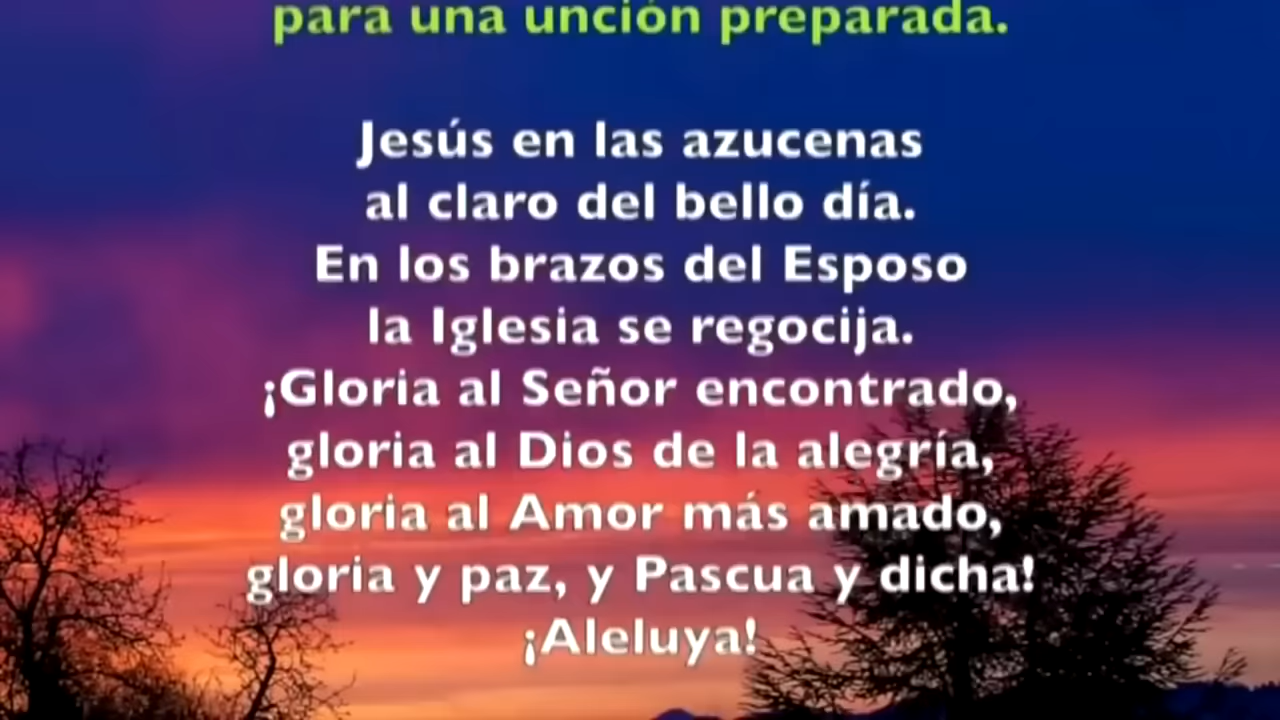 para una unción preparada.
Jesús en las azucenas
al claro del bello día.
En los brazos del Esposo
la Iglesia se regocija.
¡Gloria al Señor encontrado,
gloria al Dios de la alegría,
gloria al Amor más amado,
gloria y paz, y Pascua y dicha!
¡Aleluya!